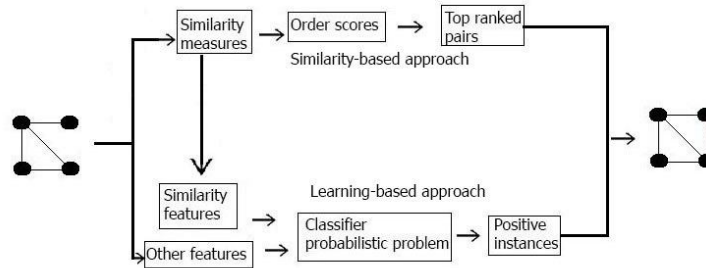 Similarity
measures
Order scores
Top ranked
pairs
Similarity-based approach
Learning-based approach
Similarity
features
Classifier
probabilistic problem
Positive
instances
Other features